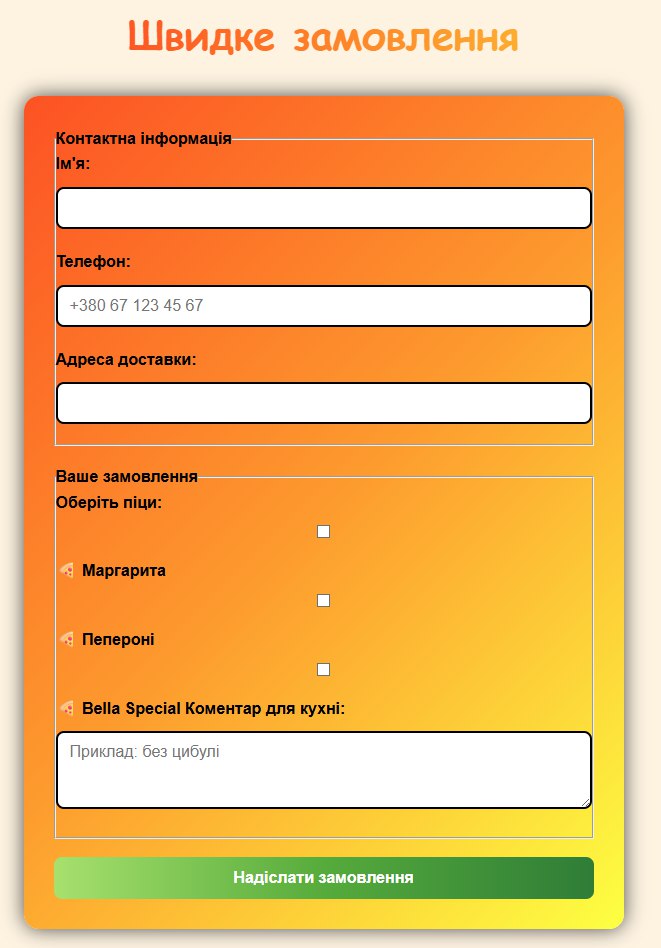 Швидке замовлення
Контактна інформація
Ім'я:
Телефон:
+380 67 123 45 67
Адреса доставки:
Ваше замовлення
Оберіть піци:
🍕 Маргарита
🍕 Пепероні
🍕 Bella Special Коментар для кухні:
Приклад: без цибулі
Надіслати замовлення